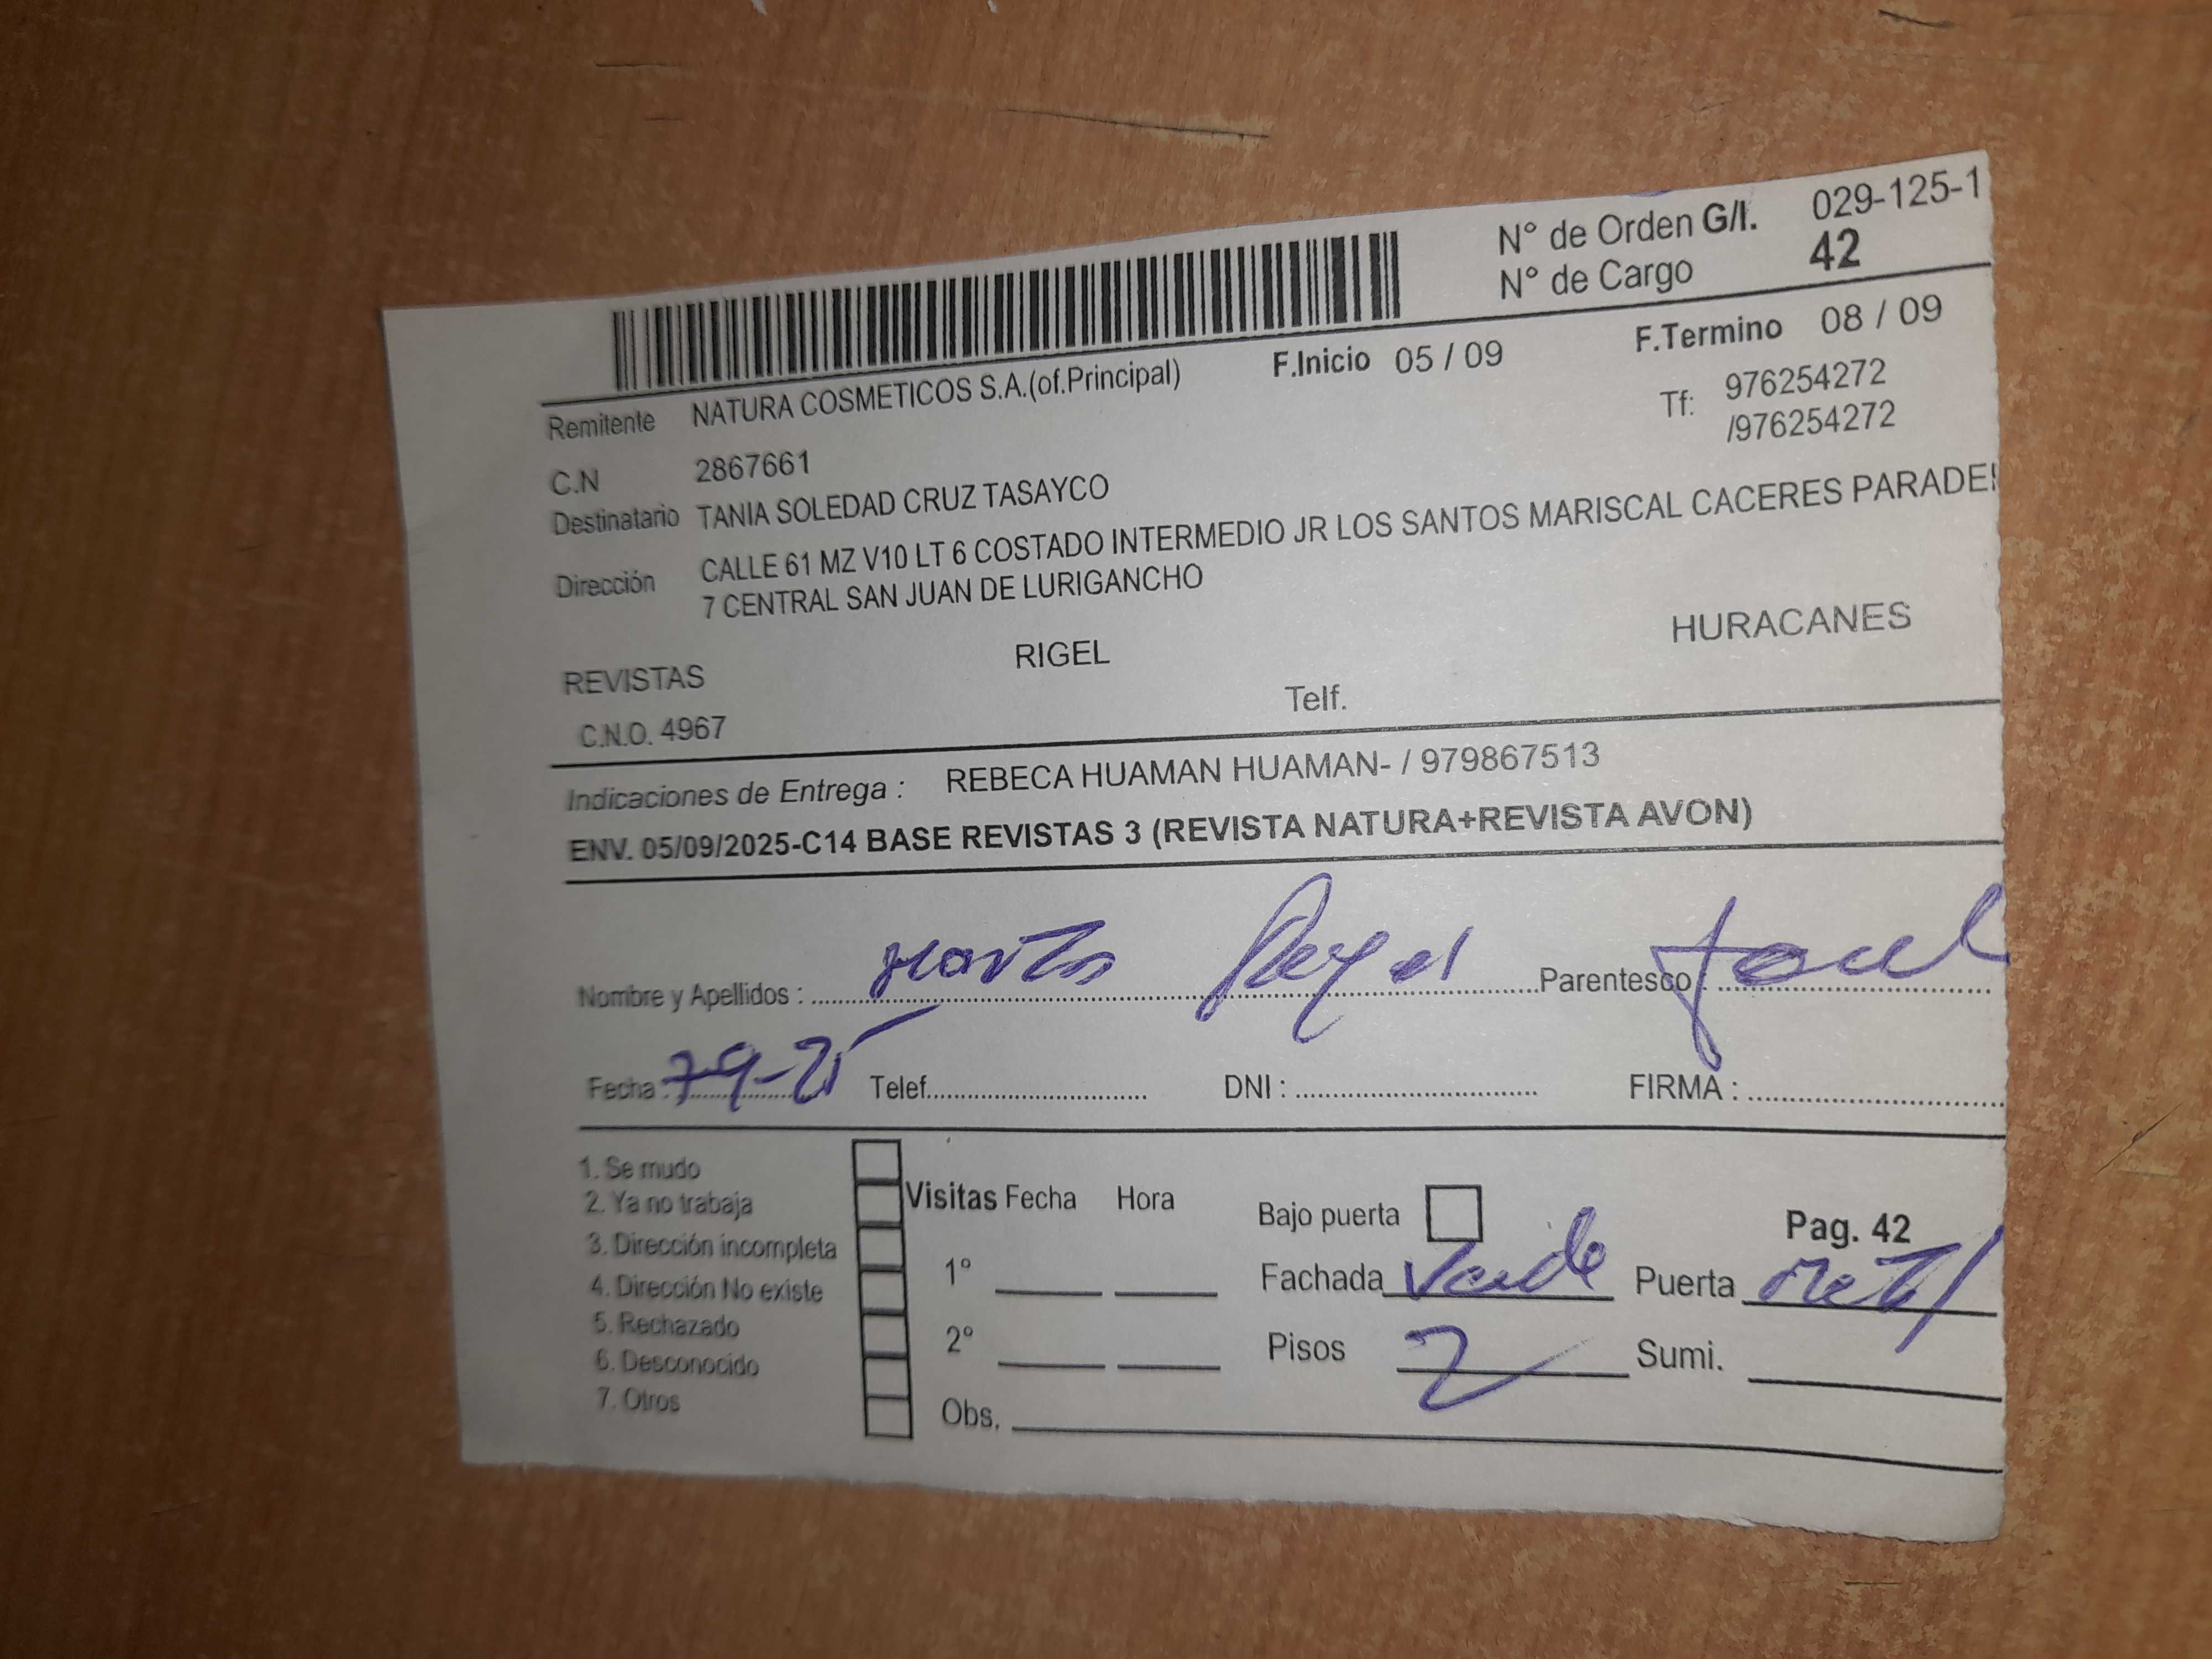 N° de Orden G/I. 029-125-1
N° de Cargo 42
F.Inicio 05 / 09 F.Termino 08 / 09
Remitente NATURA COSMETICOS S.A.(of.Principal)
Tf: 976254272
/976254272
C.N 2867661
Destinatario TANIA SOLEDAD CRUZ TASAYCO
Dirección CALLE 61 MZ V10 LT 6 COSTADO INTERMEDIO JR LOS SANTOS MARISCAL CACERES PARADE
7 CENTRAL SAN JUAN DE LURIGANCHO
REVISTAS RIGEL HURACANES
C.N.O. 4967 Telf.
Indicaciones de Entrega : REBECA HUAMAN HUAMAN- / 979867513
ENV. 05/09/2025-C14 BASE REVISTAS 3 (REVISTA NATURA+REVISTA AVON)
Nombre y Apellidos : Parentesco :
Fecha : 7-9-25 Telef. DNI : FIRMA :
1. Se mudo
2. Ya no trabaja
3. Dirección incompleta
4. Dirección No existe
5. Rechazado
6. Desconocido
7. Otros
Visitas Fecha Hora
1°
2°
Obs.
Bajo puerta Pag. 42
Fachada Verde Puerta Metal
Pisos 2 Sumi.